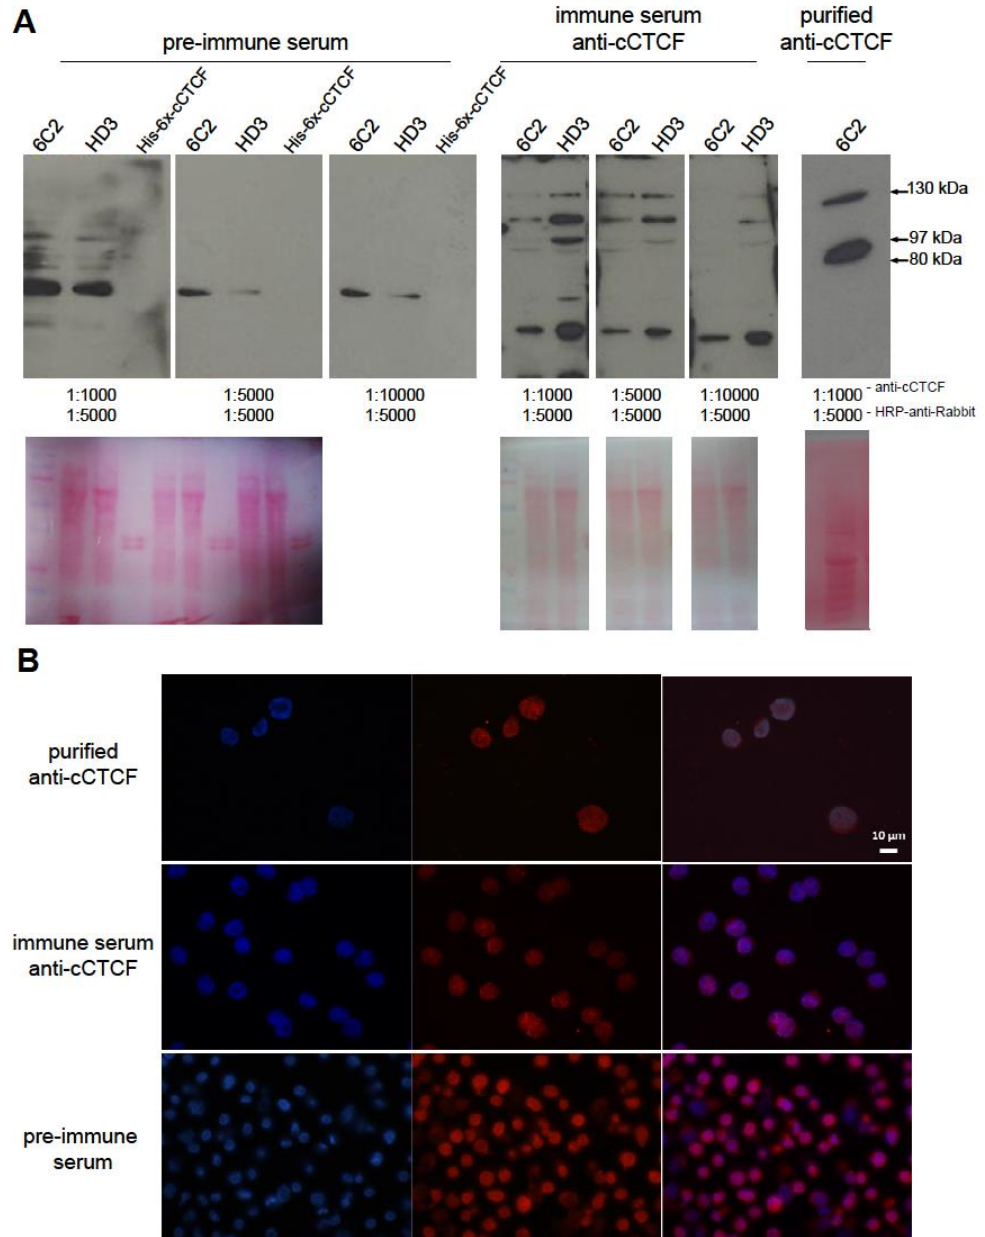 A
pre-immune serum
immune serum
anti-cCTCF
purified
anti-cCTCF
6C2
HD3
His-6x-cCTCF
6C2
HD3
His-6x-cCTCF
6C2
HD3
His-6x-cCTCF
6C2
HD3
6C2
HD3
6C2
HD3
6C2
130 kDa
97 kDa
80 kDa
1:1000
1:5000
1:5000
1:5000
1:10000
1:5000
1:1000
1:5000
1:5000
1:5000
1:10000
1:5000
1:1000 - anti-cCTCF
1:5000 - HRP-anti-Rabbit
B
purified
anti-cCTCF
10 µm
immune serum
anti-cCTCF
pre-immune
serum